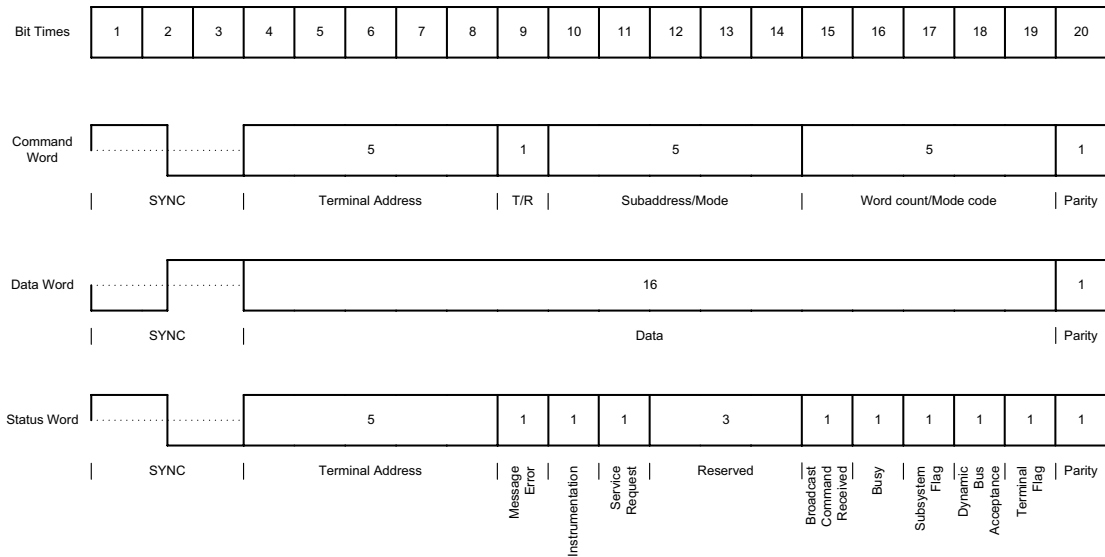 Bit Times 1 2 3 4 5 6 7 8 9 10 11 12 13 14 15 16 17 18 19 20
Command
Word
5 1 5 5 1
SYNC Terminal Address T/R Subaddress/Mode Word count/Mode code Parity
Data Word 16 1
SYNC Data Parity
Status Word 5 1 1 1 3 1 1 1 1 1 1
SYNC Terminal Address
Message
Error
Instrumentation
Service
Request
Reserved
Broadcast
Command
Received
Busy
Subsystem
Flag
Dynamic
Bus
Acceptance
Terminal
Flag
Parity